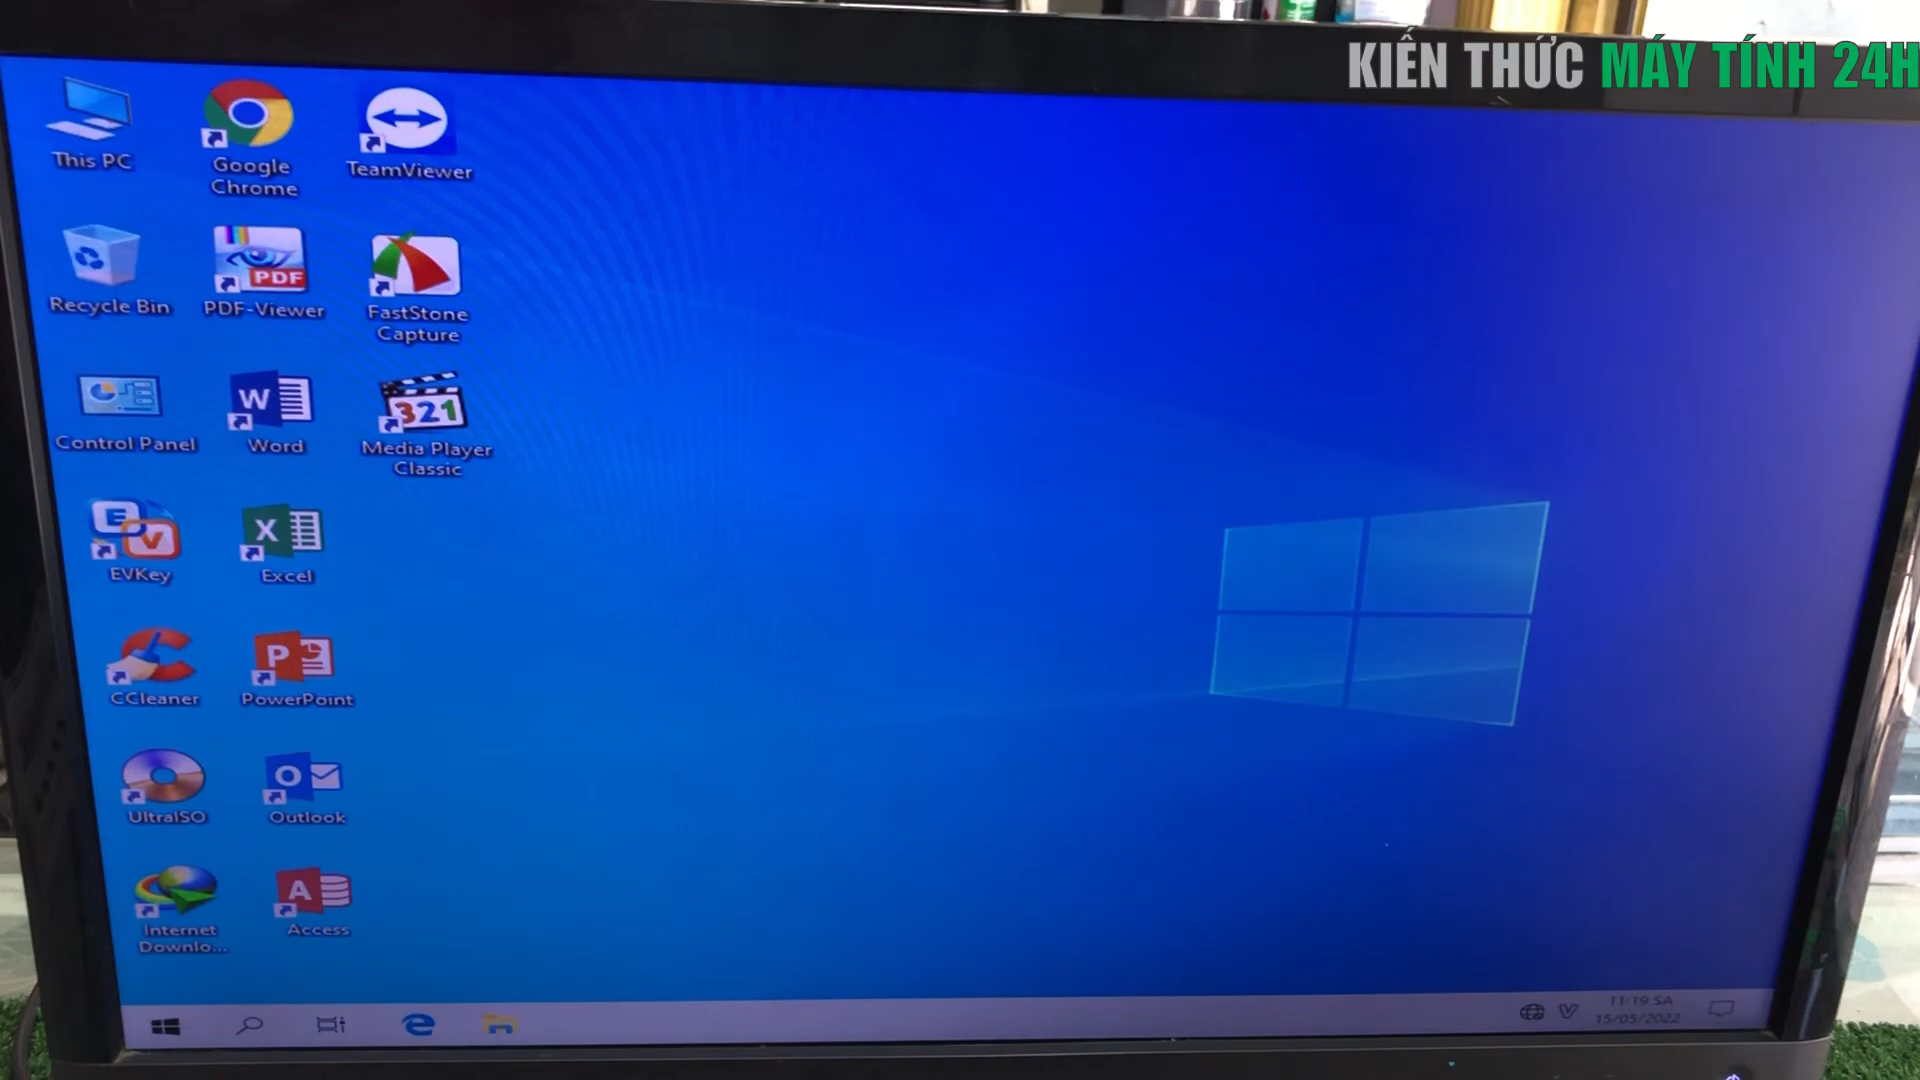 KIẾN THỨC MÁY TÍNH 24H
This PC
Google
Chrome
TeamViewer
Recycle Bin
PDF
PDF-Viewer
FastStone
Capture
Control Panel
W
Word
321
Media Player
Classic
E
V
EVKey
X
Excel
CCleaner
P
PowerPoint
UltraISO
O
Outlook
Internet
Downlo...
A
Access
V
11:19 SA
15/05/2022